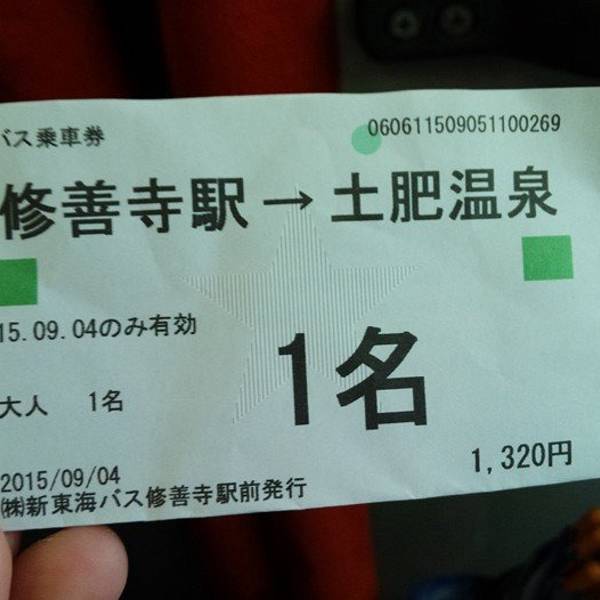 バス乗車券
060611509051100269
修善寺駅→土肥温泉
15.09.04のみ有効
大人 1名
1名
1,320円
2015/09/04
㈱新東海バス修善寺駅前発行